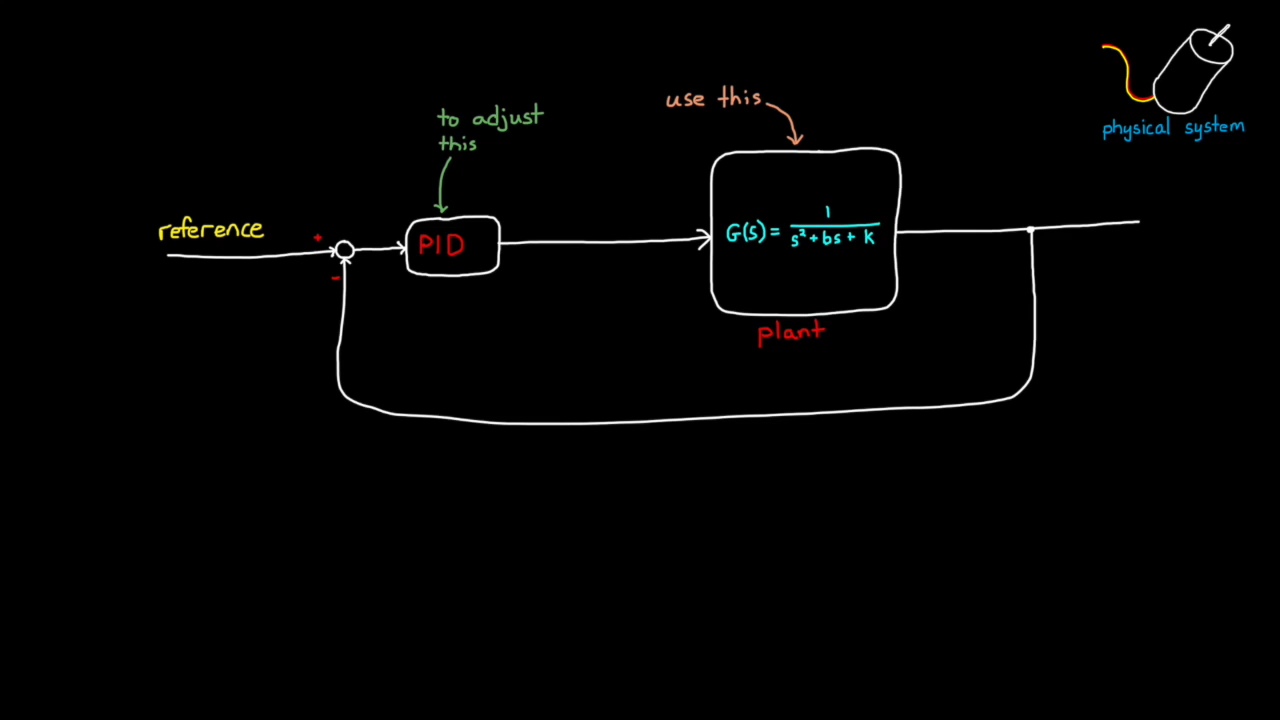 use this
to adjust
this
physical system
reference
+
PID
G(s) = 1 / s² + bs + k
-
plant